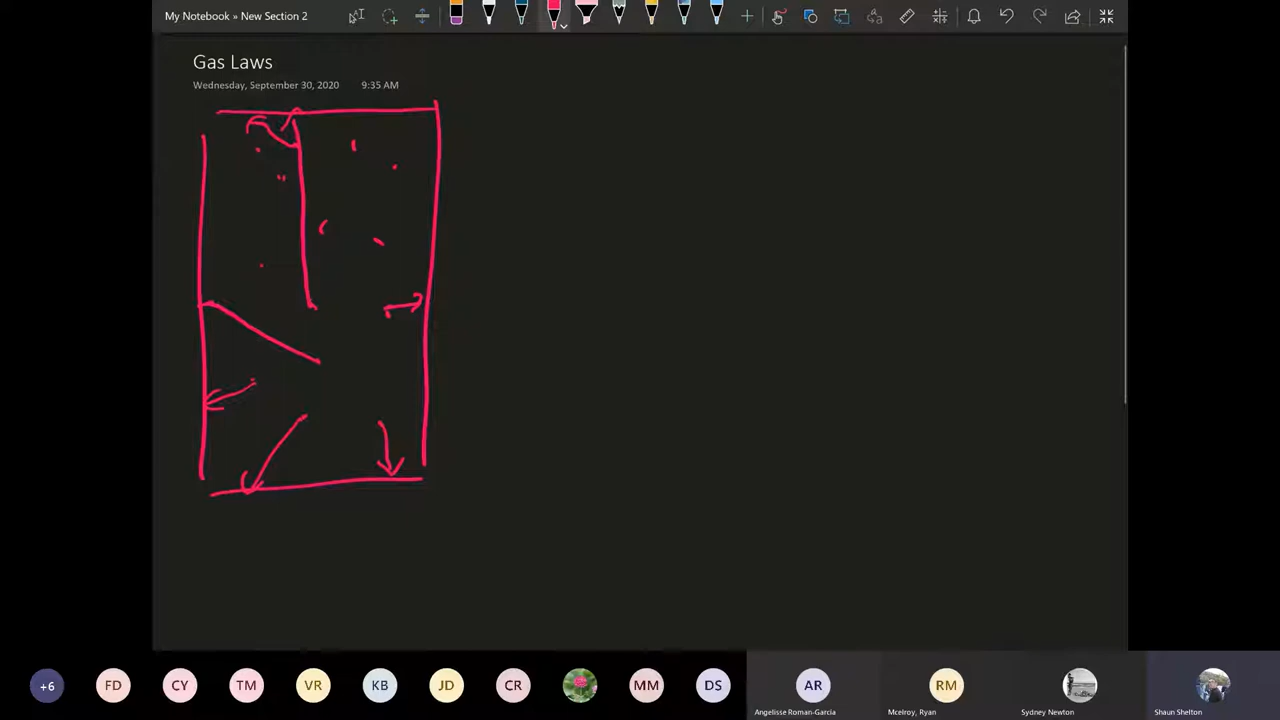 My Notebook » New Section 2
Gas Laws
Wednesday, September 30, 2020 9:35 AM
+6 FD CY TM VR KB JD CR MM DS AR RM
Angelisse Roman-Garcia Mcelroy, Ryan Sydney Newton Shaun Shelton